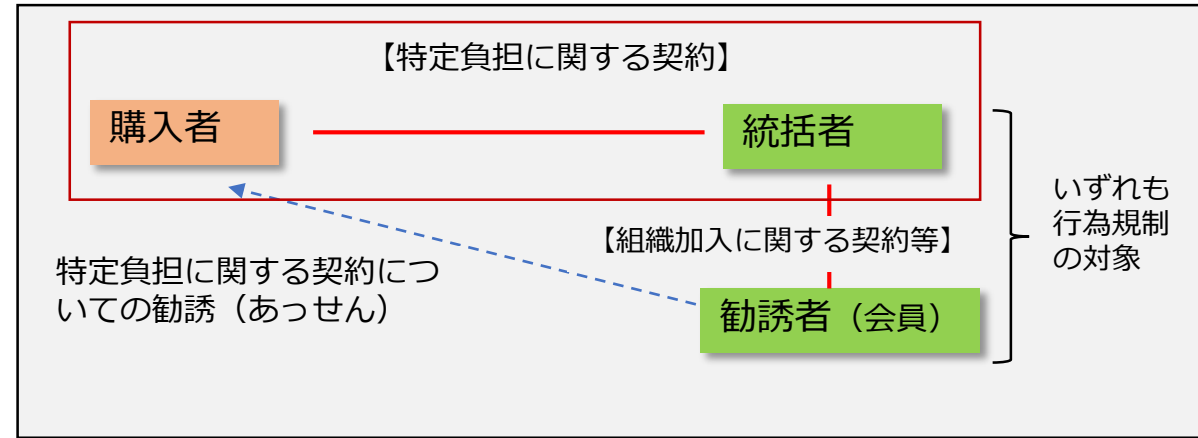 【特定負担に関する契約】
購入者
統括者
いずれも
行為規制
の対象
【組織加入に関する契約等】
特定負担に関する契約につ
いての勧誘（あっせん）
勧誘者（会員）